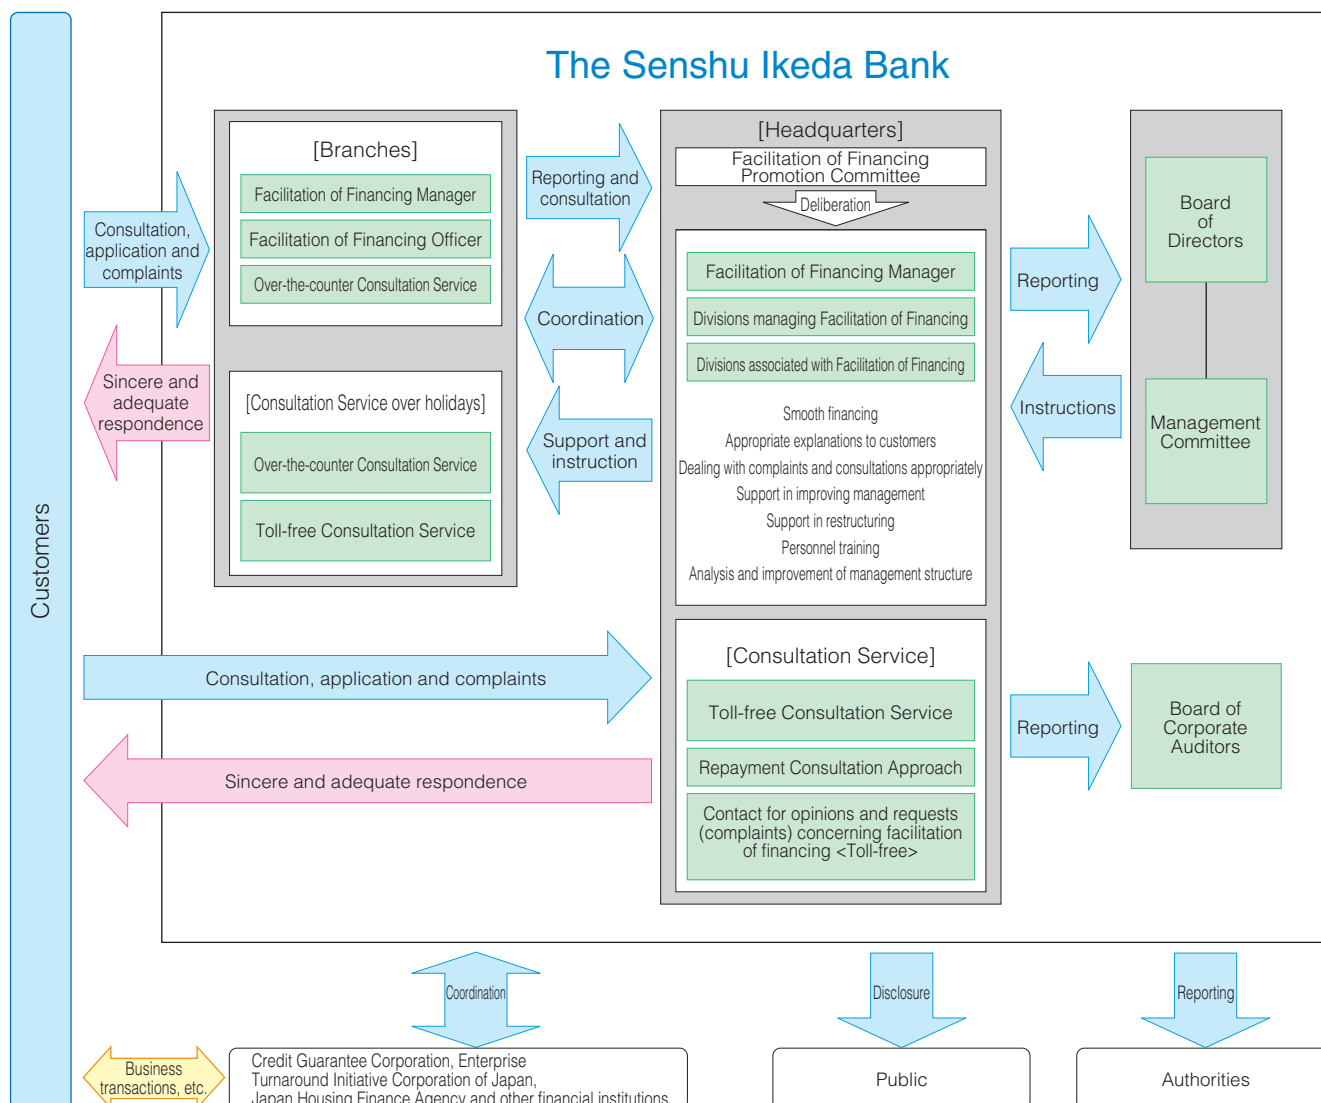 The Senshu Ikeda Bank
Customers
Consultation,
application and
complaints
Sincere and
adequate
respondence
[Branches]
Facilitation of Financing Manager
Facilitation of Financing Officer
Over-the-counter Consultation Service
[Consultation Service over holidays]
Over-the-counter Consultation Service
Toll-free Consultation Service
Reporting and
consultation
Coordination
Support and
instruction
[Headquarters]
Facilitation of Financing
Promotion Committee
Deliberation
Facilitation of Financing Manager
Divisions managing Facilitation of Financing
Divisions associated with Facilitation of Financing
Smooth financing
Appropriate explanations to customers
Dealing with complaints and consultations appropriately
Support in improving management
Support in restructuring
Personnel training
Analysis and improvement of management structure
Reporting
Instructions
Board
of
Directors
Management
Committee
Consultation, application and complaints
Sincere and adequate respondence
[Consultation Service]
Toll-free Consultation Service
Repayment Consultation Approach
Contact for opinions and requests
(complaints) concerning facilitation
of financing <Toll-free>
Reporting
Board of
Corporate
Auditors
Coordination
Disclosure
Reporting
Business
transactions, etc.
Credit Guarantee Corporation, Enterprise
Turnaround Initiative Corporation of Japan,
Japan Housing Finance Agency and other financial institutions
Public
Authorities